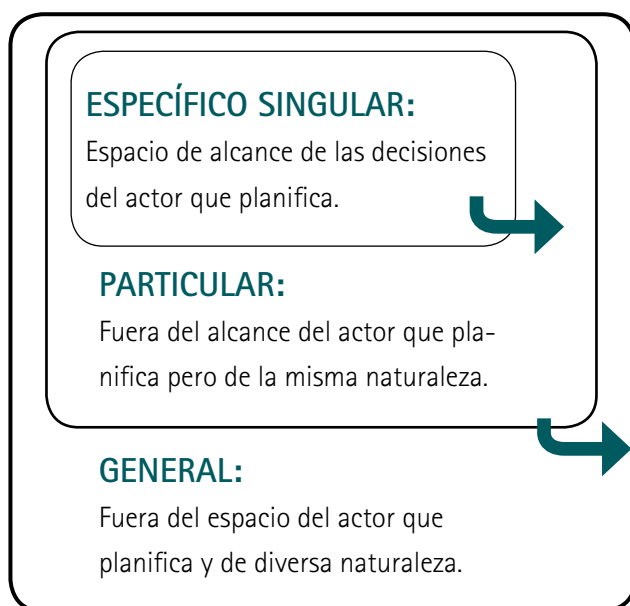 ESPECÍFICO SINGULAR:
Espacio de alcance de las decisiones
del actor que planifica.
PARTICULAR:
Fuera del alcance del actor que pla-
nifica pero de la misma naturaleza.
GENERAL:
Fuera del espacio del actor que
planifica y de diversa naturaleza.